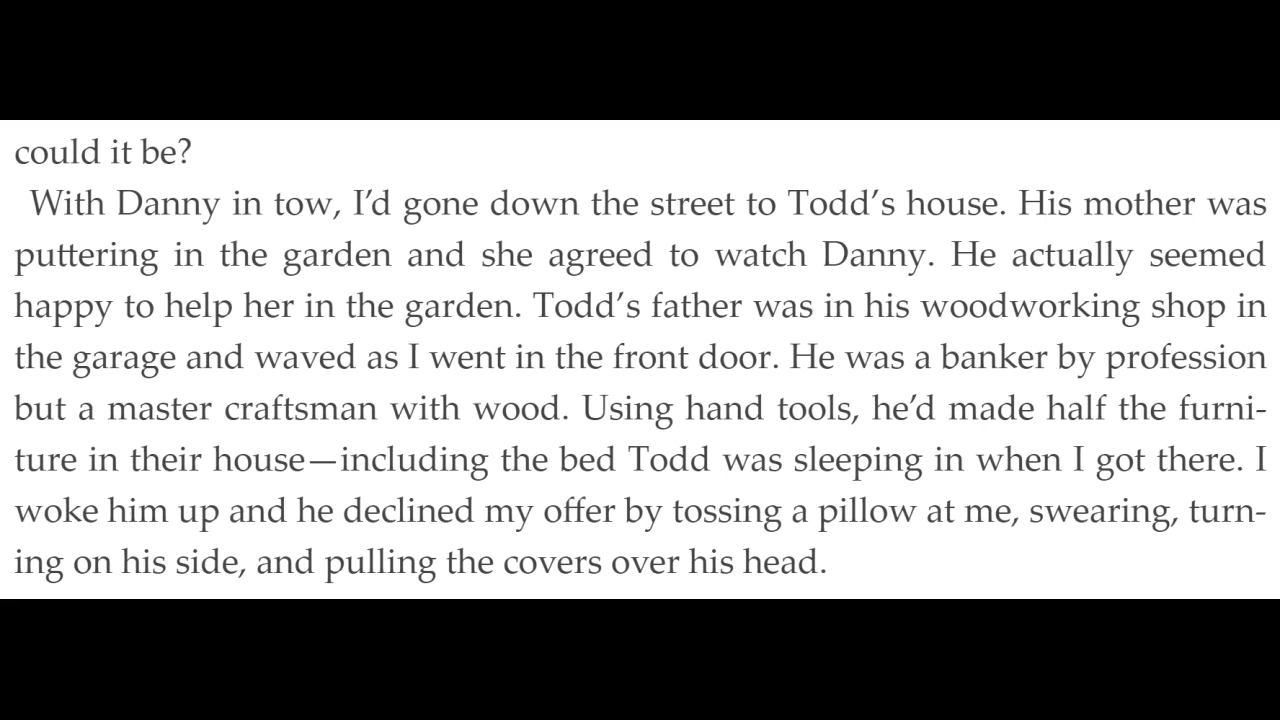 could it be?
With Danny in tow, I’d gone down the street to Todd’s house. His mother was
puttering in the garden and she agreed to watch Danny. He actually seemed
happy to help her in the garden. Todd’s father was in his woodworking shop in
the garage and waved as I went in the front door. He was a banker by profession
but a master craftsman with wood. Using hand tools, he’d made half the furni-
ture in their house—including the bed Todd was sleeping in when I got there. I
woke him up and he declined my offer by tossing a pillow at me, swearing, turn-
ing on his side, and pulling the covers over his head.